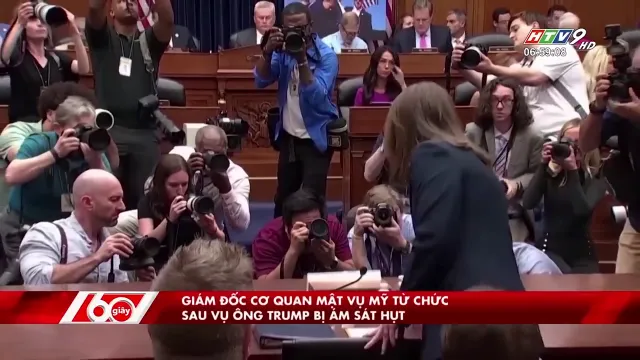 HTV9 HD
06:59:08
60 giây
GIÁM ĐỐC CƠ QUAN MẬT VỤ MỸ TỪ CHỨC
SAU VỤ ÔNG TRUMP BỊ ÁM SÁT HỤT